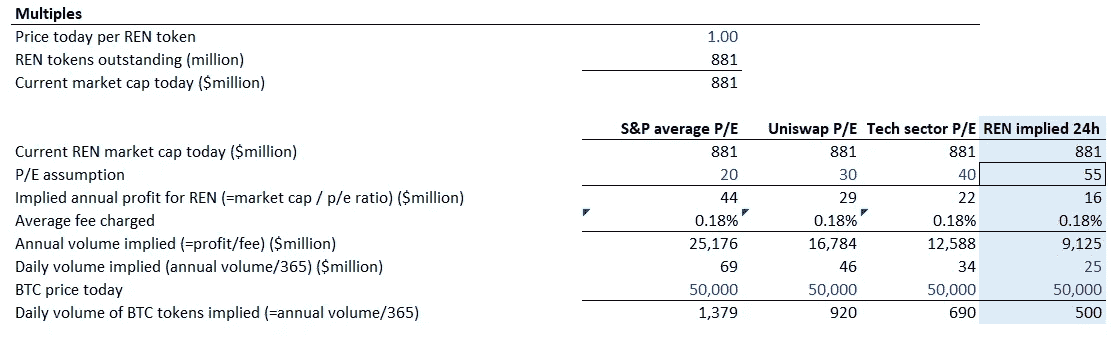 Multiples
Price today per REN token 1.00
REN tokens outstanding (million) 881
Current market cap today ($million) 881
S&P average P/E Uniswap P/E Tech sector P/E REN implied 24h
Current REN market cap today ($million) 881 881 881 881
P/E assumption 20 30 40 55
Implied annual profit for REN (=market cap / p/e ratio) ($million) 44 29 22 16
Average fee charged 0.18% 0.18% 0.18% 0.18%
Annual volume implied (=profit/fee) ($million) 25,176 16,784 12,588 9,125
Daily volume implied (annual volume/365) ($million) 69 46 34 25
BTC price today 50,000 50,000 50,000 50,000
Daily volume of BTC tokens implied (=annual volume/365) 1,379 920 690 500